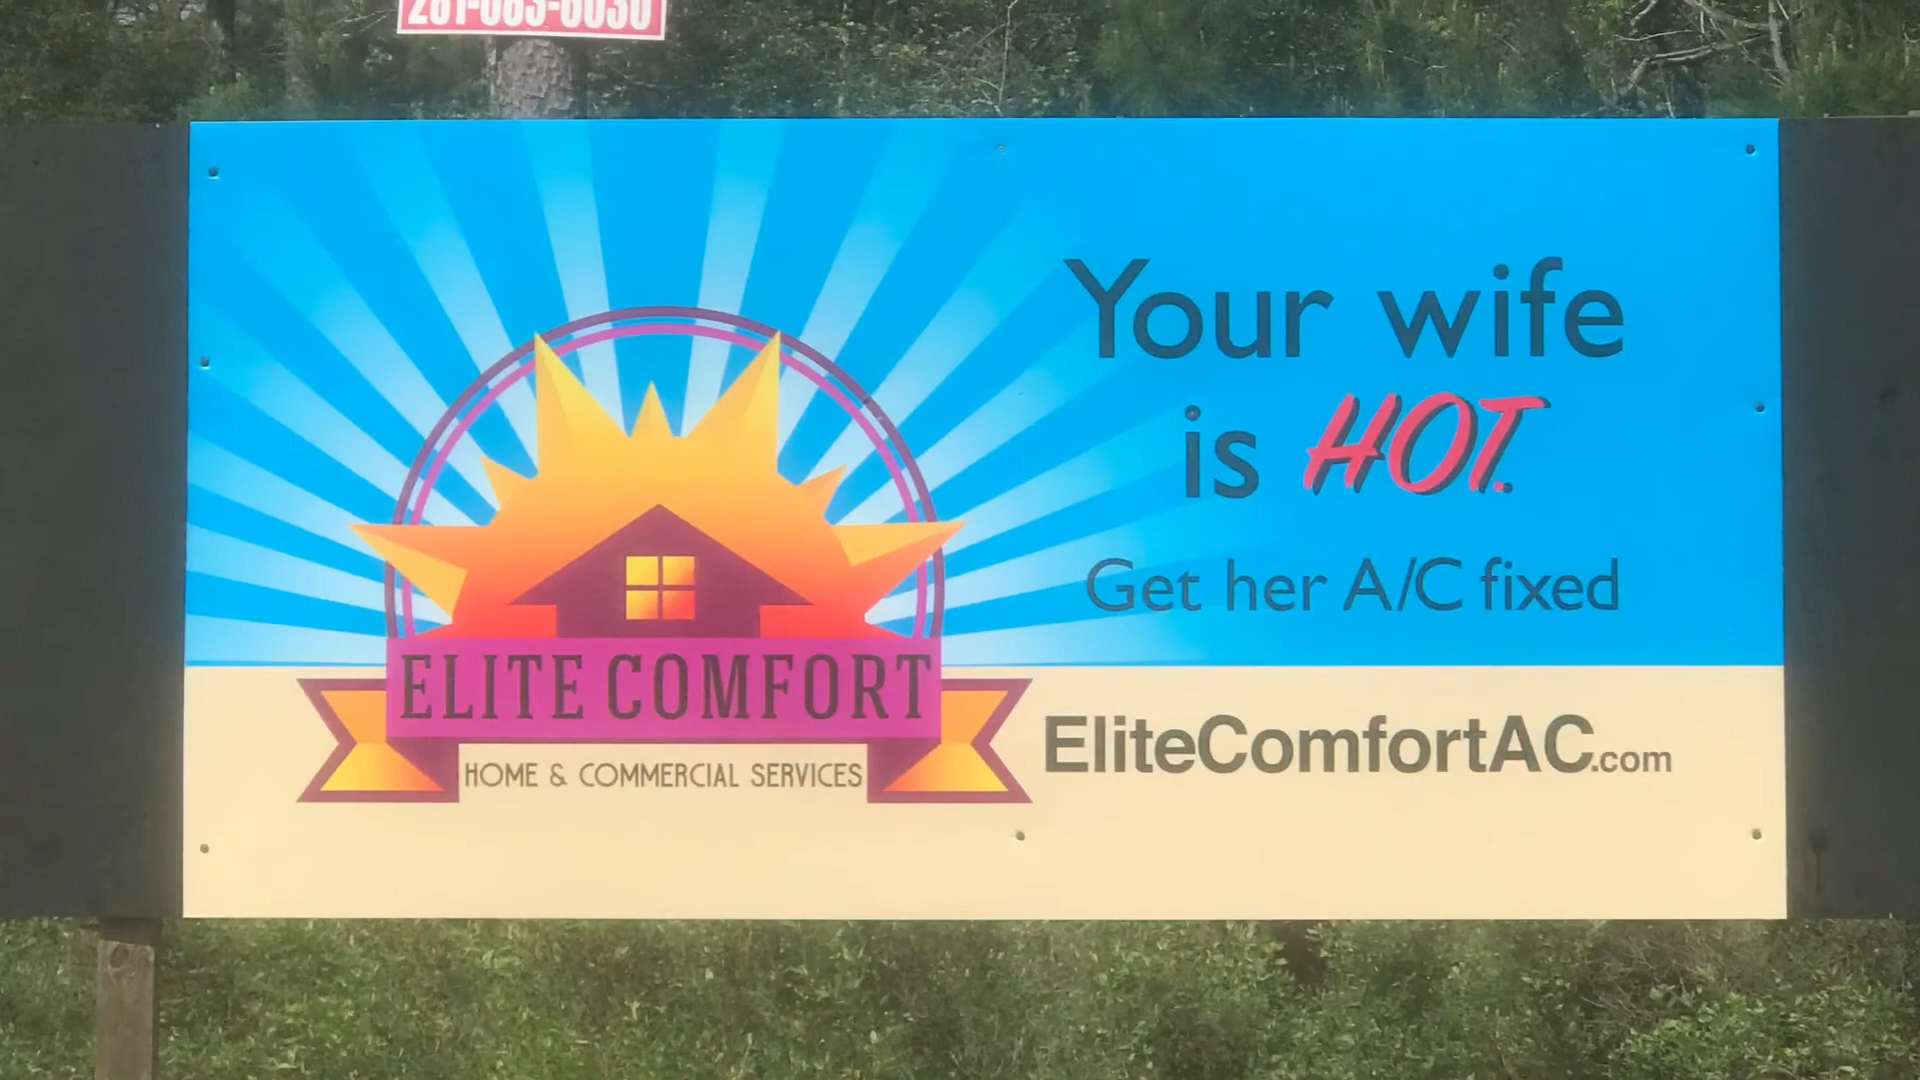 Your wife
is HOT.
Get her A/C fixed
ELITE COMFORT
HOME & COMMERCIAL SERVICES
EliteComfortAC.com